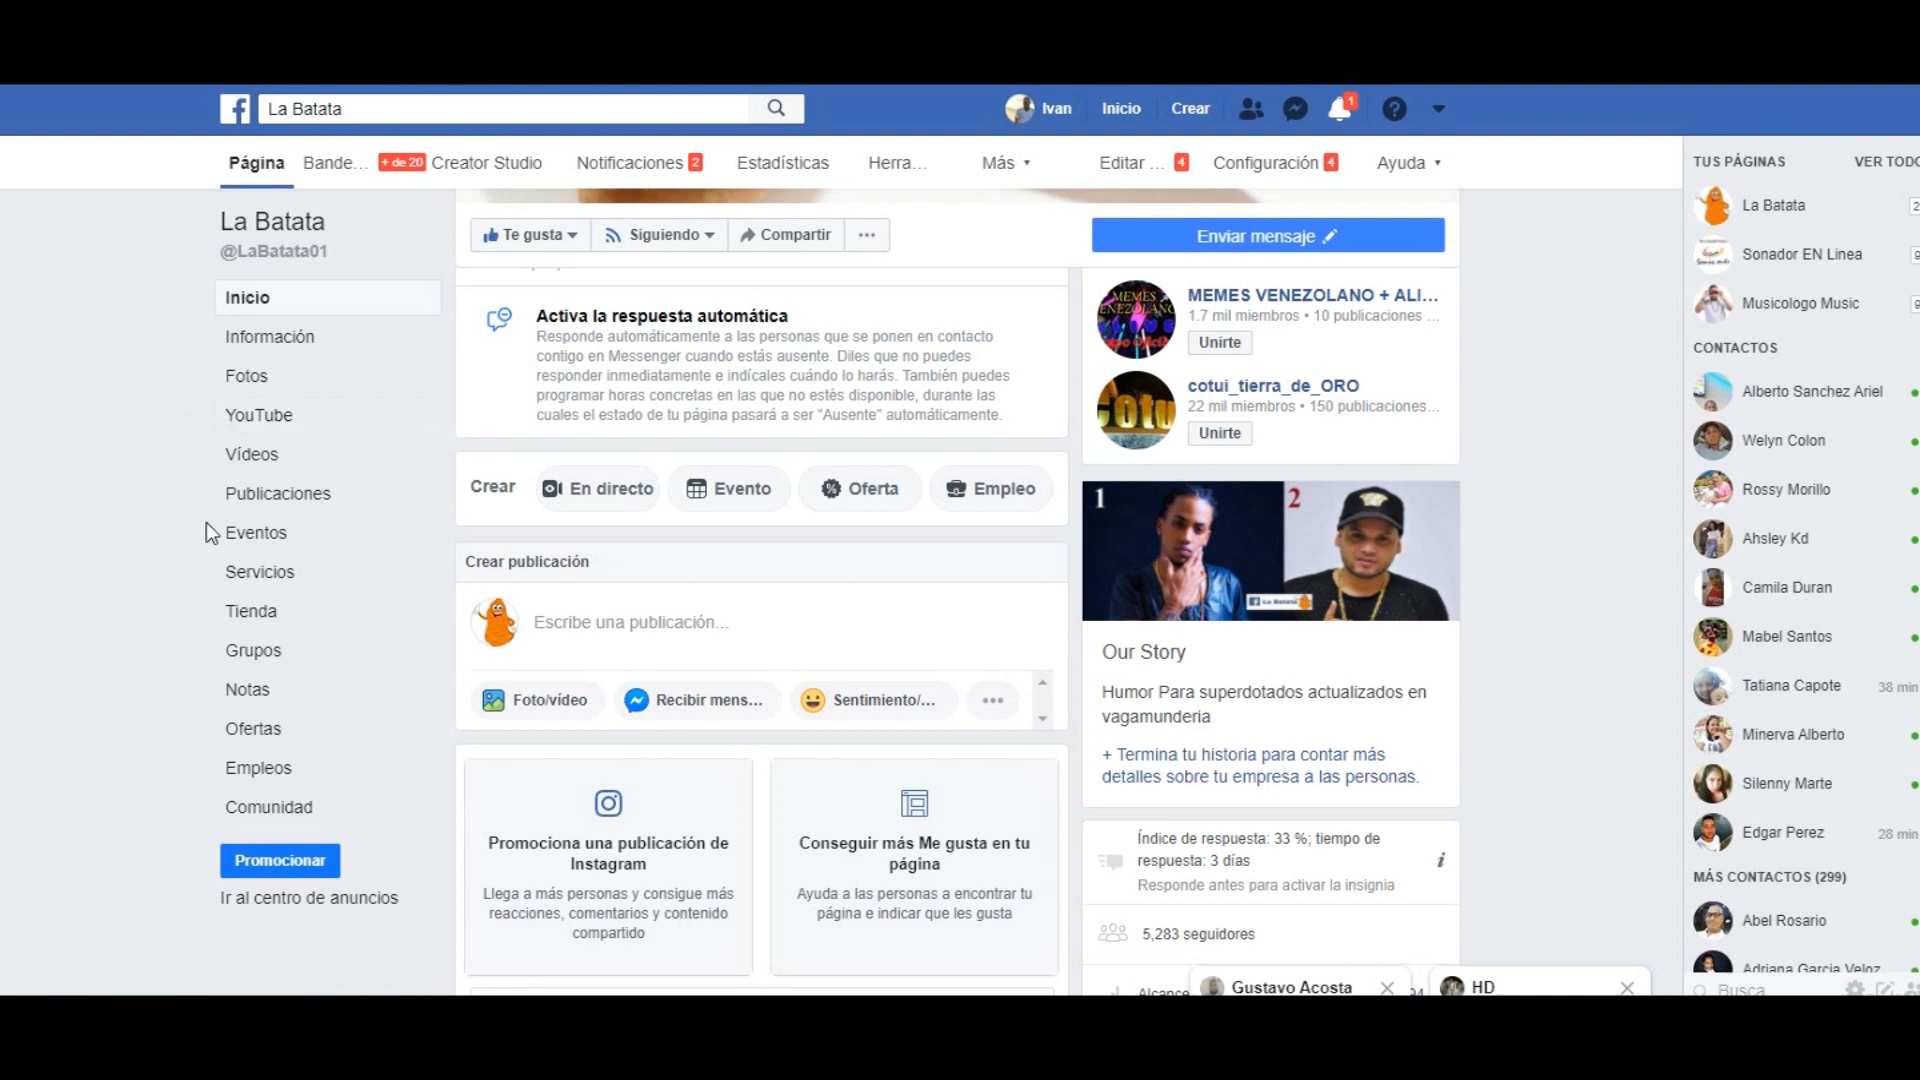 La Batata
Ivan Inicio Crear 1
Página Bande... + de 20 Creator Studio Notificaciones 2 Estadísticas Herra... Más Editar ... 4 Configuración 4 Ayuda
La Batata
@LaBatata01
Inicio
Información
Fotos
YouTube
Vídeos
Publicaciones
Eventos
Servicios
Tienda
Grupos
Notas
Ofertas
Empleos
Comunidad
Promocionar
Ir al centro de anuncios
Te gusta Siguiendo Compartir ...
Enviar mensaje
Activa la respuesta automática
Responde automáticamente a las personas que se ponen en contacto
contigo en Messenger cuando estás ausente. Diles que no puedes
responder inmediatamente e indícales cuándo lo harás. También puedes
programar horas concretas en las que no estés disponible, durante las
cuales el estado de tu página pasará a ser "Ausente" automáticamente.
Crear En directo Evento Oferta Empleo
Crear publicación
Escribe una publicación...
Foto/vídeo Recibir mens... Sentimiento/... ...
Promociona una publicación de
Instagram
Llega a más personas y consigue más
reacciones, comentarios y contenido
compartido
Conseguir más Me gusta en tu
página
Ayuda a las personas a encontrar tu
página e indicar que les gusta
MEMES VENEZOLANO + ALI...
1.7 mil miembros • 10 publicaciones ...
Unirte
cotui_tierra_de_ORO
22 mil miembros • 150 publicaciones...
Unirte
1 2
La Batata
Our Story
Humor Para superdotados actualizados en
vagamunderia
+ Termina tu historia para contar más
detalles sobre tu empresa a las personas.
Índice de respuesta: 33 %; tiempo de
respuesta: 3 días
Responde antes para activar la insignia
5,283 seguidores
Alcance
Gustavo Acosta
HD
TUS PÁGINAS VER TODO
La Batata 2
Sonador EN Linea 9
Musicologo Music 9
CONTACTOS
Alberto Sanchez Ariel
Welyn Colon
Rossy Morillo
Ahsley Kd
Camila Duran
Mabel Santos
Tatiana Capote 38 min
Minerva Alberto
Silenny Marte
Edgar Perez 28 min
MÁS CONTACTOS (299)
Abel Rosario
Adriana Garcia Veloz
Busca